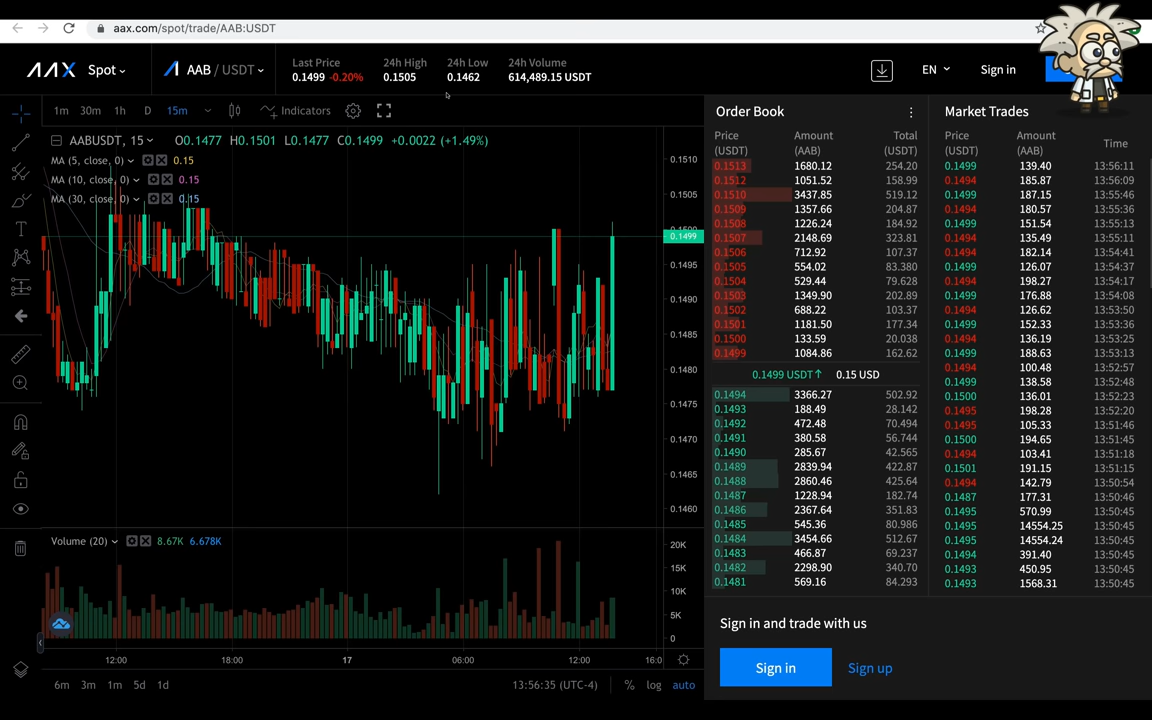 aax.com/spot/trade/AAB:USDT
AAX Spot
AAB / USDT
Last Price
0.1499 -0.20%
24h High
0.1505
24h Low
0.1462
24h Volume
614,489.15 USDT
EN
Sign in
1m 30m 1h D 15m Indicators
AABUSDT, 15 O0.1477 H0.1501 L0.1477 C0.1499 +0.0022 (+1.49%)
MA (5, close, 0) 0.15
MA (10, close, 0) 0.15
MA (30, close, 0) 0.15
0.1510
0.1505
0.1499
0.1495
0.1490
0.1485
0.1480
0.1475
0.1470
0.1465
0.1460
Volume (20) 8.67K 6.678K
20K
15K
10K
5K
0
12:00 18:00 17 06:00 12:00 16:0
6m 3m 1m 5d 1d
13:56:35 (UTC-4) % log auto
Order Book
Price (USDT) Amount (AAB) Total (USDT)
0.1513 1680.12 254.20
0.1512 1051.52 158.99
0.1510 3437.85 519.12
0.1509 1357.66 204.87
0.1508 1226.24 184.92
0.1507 2148.69 323.81
0.1506 712.92 107.37
0.1505 554.02 83.380
0.1504 529.44 79.628
0.1503 1349.90 202.89
0.1502 688.22 103.37
0.1501 1181.50 177.34
0.1500 133.59 20.038
0.1499 1084.86 162.62
0.1499 USDT↑ 0.15 USD
0.1494 3366.27 502.92
0.1493 188.49 28.142
0.1492 472.48 70.494
0.1491 380.58 56.744
0.1490 285.67 42.565
0.1489 2839.94 422.87
0.1488 2860.46 425.64
0.1487 1228.94 182.74
0.1486 2367.64 351.83
0.1485 545.36 80.986
0.1484 3454.66 512.67
0.1483 466.87 69.237
0.1482 2298.90 340.70
0.1481 569.16 84.293
Market Trades
Price (USDT) Amount (AAB) Time
0.1499 139.40 13:56:11
0.1494 185.87 13:56:09
0.1499 187.15 13:55:46
0.1494 180.57 13:55:36
0.1499 151.54 13:55:13
0.1494 135.49 13:55:11
0.1494 182.14 13:54:41
0.1499 126.07 13:54:37
0.1494 198.27 13:54:17
0.1499 176.88 13:54:08
0.1494 126.62 13:53:50
0.1499 152.33 13:53:36
0.1494 136.19 13:53:25
0.1499 188.63 13:53:13
0.1494 100.48 13:52:57
0.1499 138.58 13:52:48
0.1500 136.01 13:52:23
0.1495 198.28 13:52:20
0.1495 105.33 13:51:46
0.1500 194.65 13:51:45
0.1494 103.41 13:51:18
0.1501 191.15 13:51:15
0.1494 142.79 13:50:54
0.1487 177.31 13:50:46
0.1495 570.99 13:50:45
0.1495 14554.25 13:50:45
0.1495 14554.24 13:50:45
0.1494 391.40 13:50:45
0.1493 450.95 13:50:45
0.1493 1568.31 13:50:45
Sign in and trade with us
Sign in
Sign up